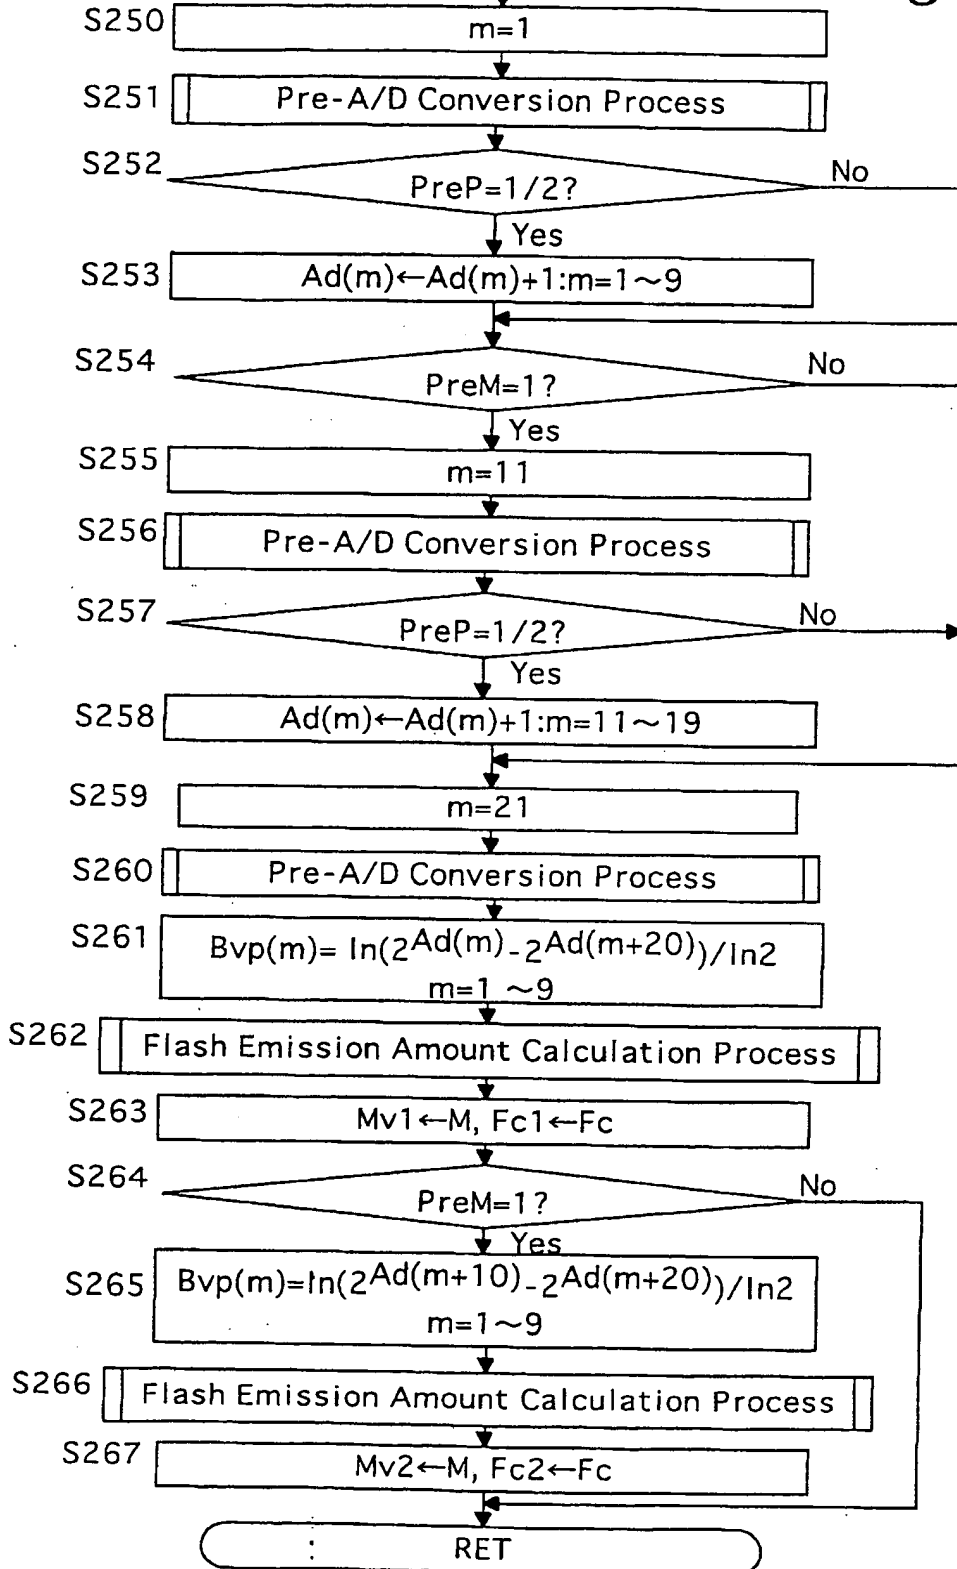 g
S250
m=1
S251
Pre-A/D Conversion Process
S252
PreP=1/2?
No
Yes
S253
Ad(m)←Ad(m)+1:m=1~9
S254
PreM=1?
No
Yes
S255
m=11
S256
Pre-A/D Conversion Process
S257
PreP=1/2?
No
Yes
S258
Ad(m)←Ad(m)+1:m=11~19
S259
m=21
S260
Pre-A/D Conversion Process
S261
Bvp(m)= ln(2^Ad(m)-2^Ad(m+20))/ln2
m=1 ~9
S262
Flash Emission Amount Calculation Process
S263
Mv1←M, Fc1←Fc
S264
PreM=1?
No
Yes
S265
Bvp(m)=ln(2^Ad(m+10)-2^Ad(m+20))/ln2
m=1~9
S266
Flash Emission Amount Calculation Process
S267
Mv2←M, Fc2←Fc
RET